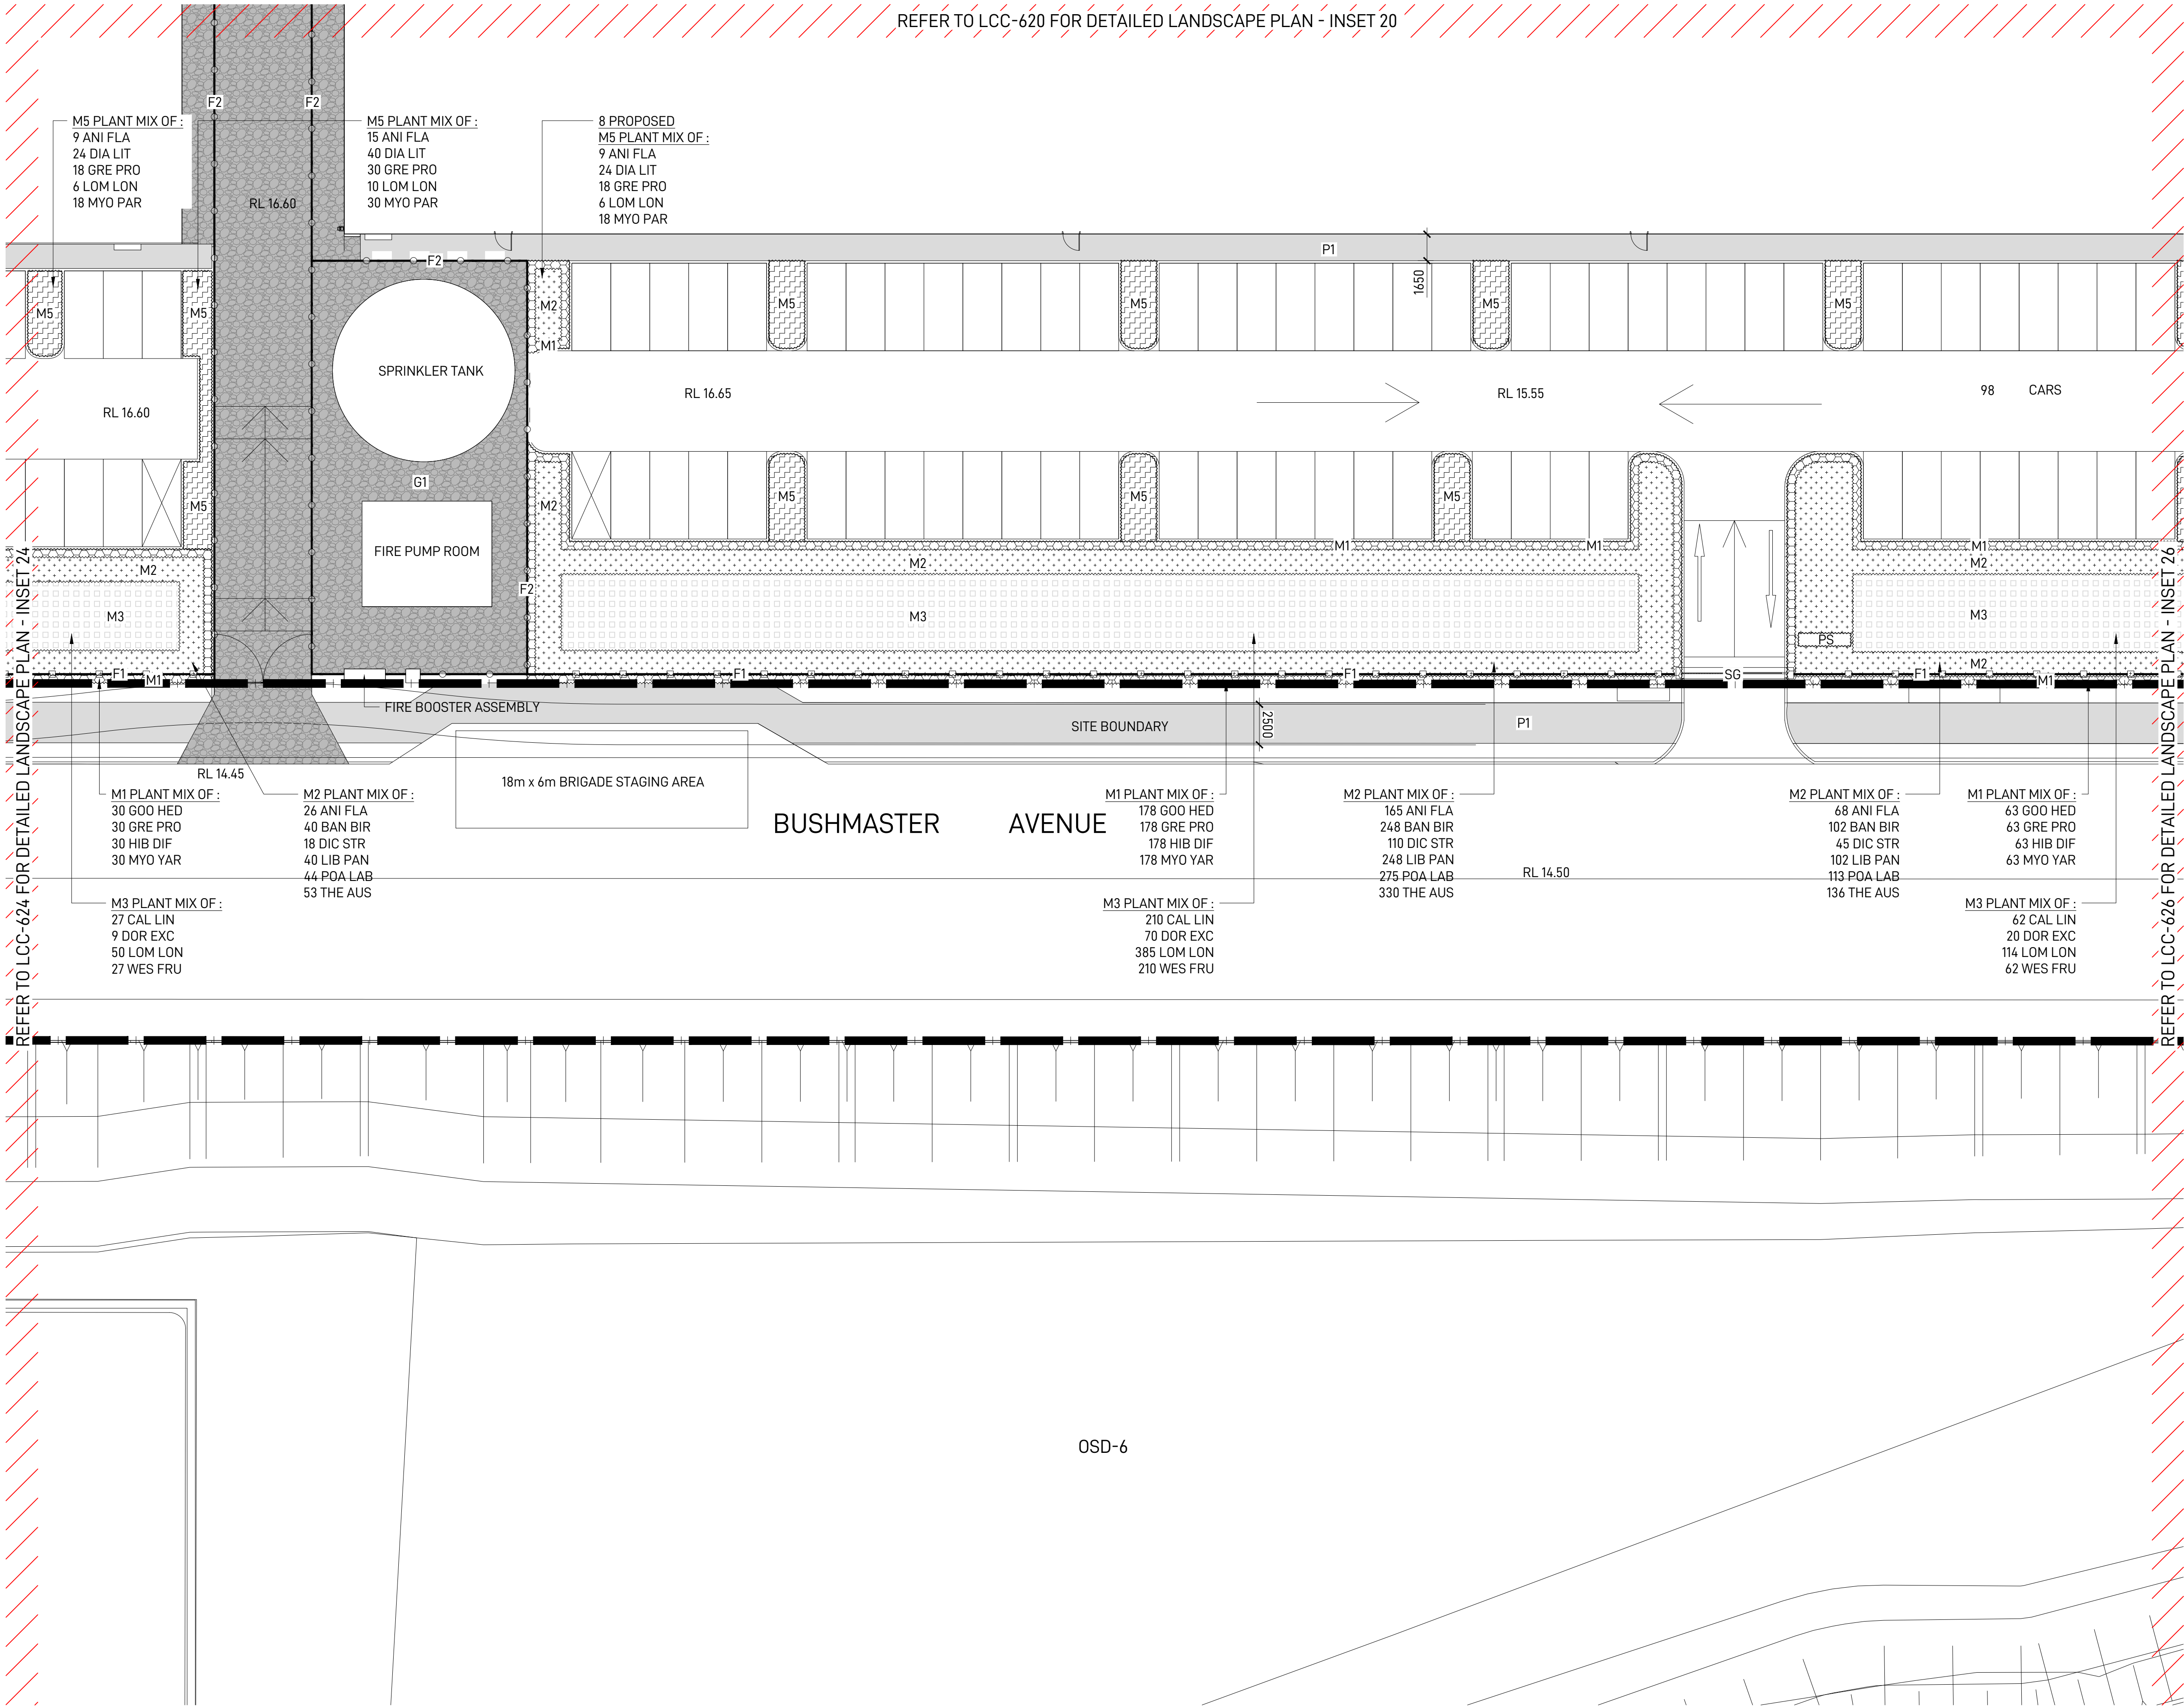 REFER TO LCC-620 FOR DETAILED LANDSCAPE PLAN - INSET 20
F2
F2
M5 PLANT MIX OF :
9 ANI FLA
24 DIA LIT
18 GRE PRO
6 LOM LON
18 MYO PAR
M5 PLANT MIX OF :
15 ANI FLA
40 DIA LIT
30 GRE PRO
10 LOM LON
30 MYO PAR
8 PROPOSED
M5 PLANT MIX OF :
9 ANI FLA
24 DIA LIT
18 GRE PRO
6 LOM LON
18 MYO PAR
RL 16.60
P1
F2
1650
M5
M5
M2
M5
M5
M5
M5
M1
SPRINKLER TANK
RL 16.60
RL 16.65
RL 15.55
98 CARS
G1
M5
M2
M5
M5
M5
FIRE PUMP ROOM
M1
M1
M1
M2
M2
M2
F2
M3
M3
M3
PS
M2
F1
M1
F1
F1
SG
F1
M1
FIRE BOOSTER ASSEMBLY
SITE BOUNDARY
2500
P1
RL 14.45
18m x 6m BRIGADE STAGING AREA
BUSHMASTER AVENUE
M1 PLANT MIX OF :
30 GOO HED
30 GRE PRO
30 HIB DIF
30 MYO YAR
M2 PLANT MIX OF :
26 ANI FLA
40 BAN BIR
18 DIC STR
40 LIB PAN
44 POA LAB
53 THE AUS
M3 PLANT MIX OF :
27 CAL LIN
9 DOR EXC
50 LOM LON
27 WES FRU
M1 PLANT MIX OF :
178 GOO HED
178 GRE PRO
178 HIB DIF
178 MYO YAR
M3 PLANT MIX OF :
210 CAL LIN
70 DOR EXC
385 LOM LON
210 WES FRU
M2 PLANT MIX OF :
165 ANI FLA
248 BAN BIR
110 DIC STR
248 LIB PAN
275 POA LAB
330 THE AUS
RL 14.50
M2 PLANT MIX OF :
68 ANI FLA
102 BAN BIR
45 DIC STR
102 LIB PAN
113 POA LAB
136 THE AUS
M1 PLANT MIX OF :
63 GOO HED
63 GRE PRO
63 HIB DIF
63 MYO YAR
M3 PLANT MIX OF :
62 CAL LIN
20 DOR EXC
114 LOM LON
62 WES FRU
REFER TO LCC-624 FOR DETAILED LANDSCAPE PLAN - INSET 24
REFER TO LCC-626 FOR DETAILED LANDSCAPE PLAN - INSET 26
OSD-6